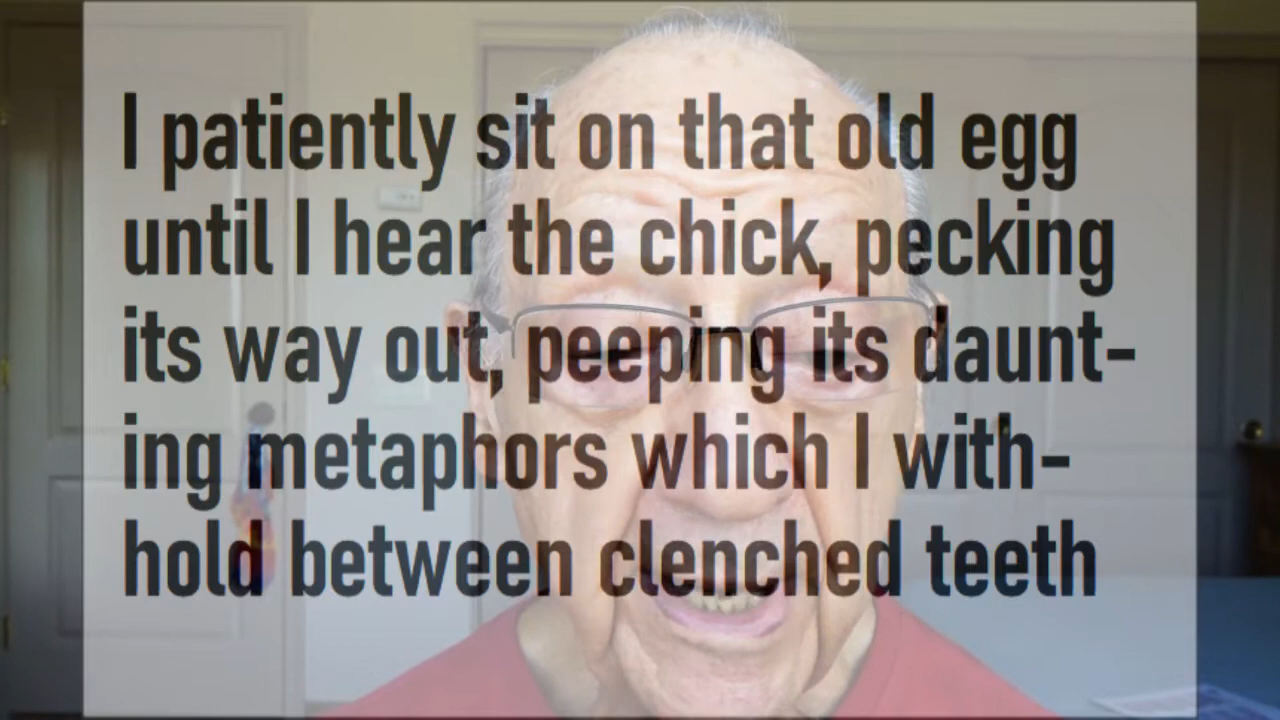 I patiently sit on that old egg
until I hear the chick, pecking
its way out, peeping its daunt-
ing metaphors which I with-
hold between clenched teeth